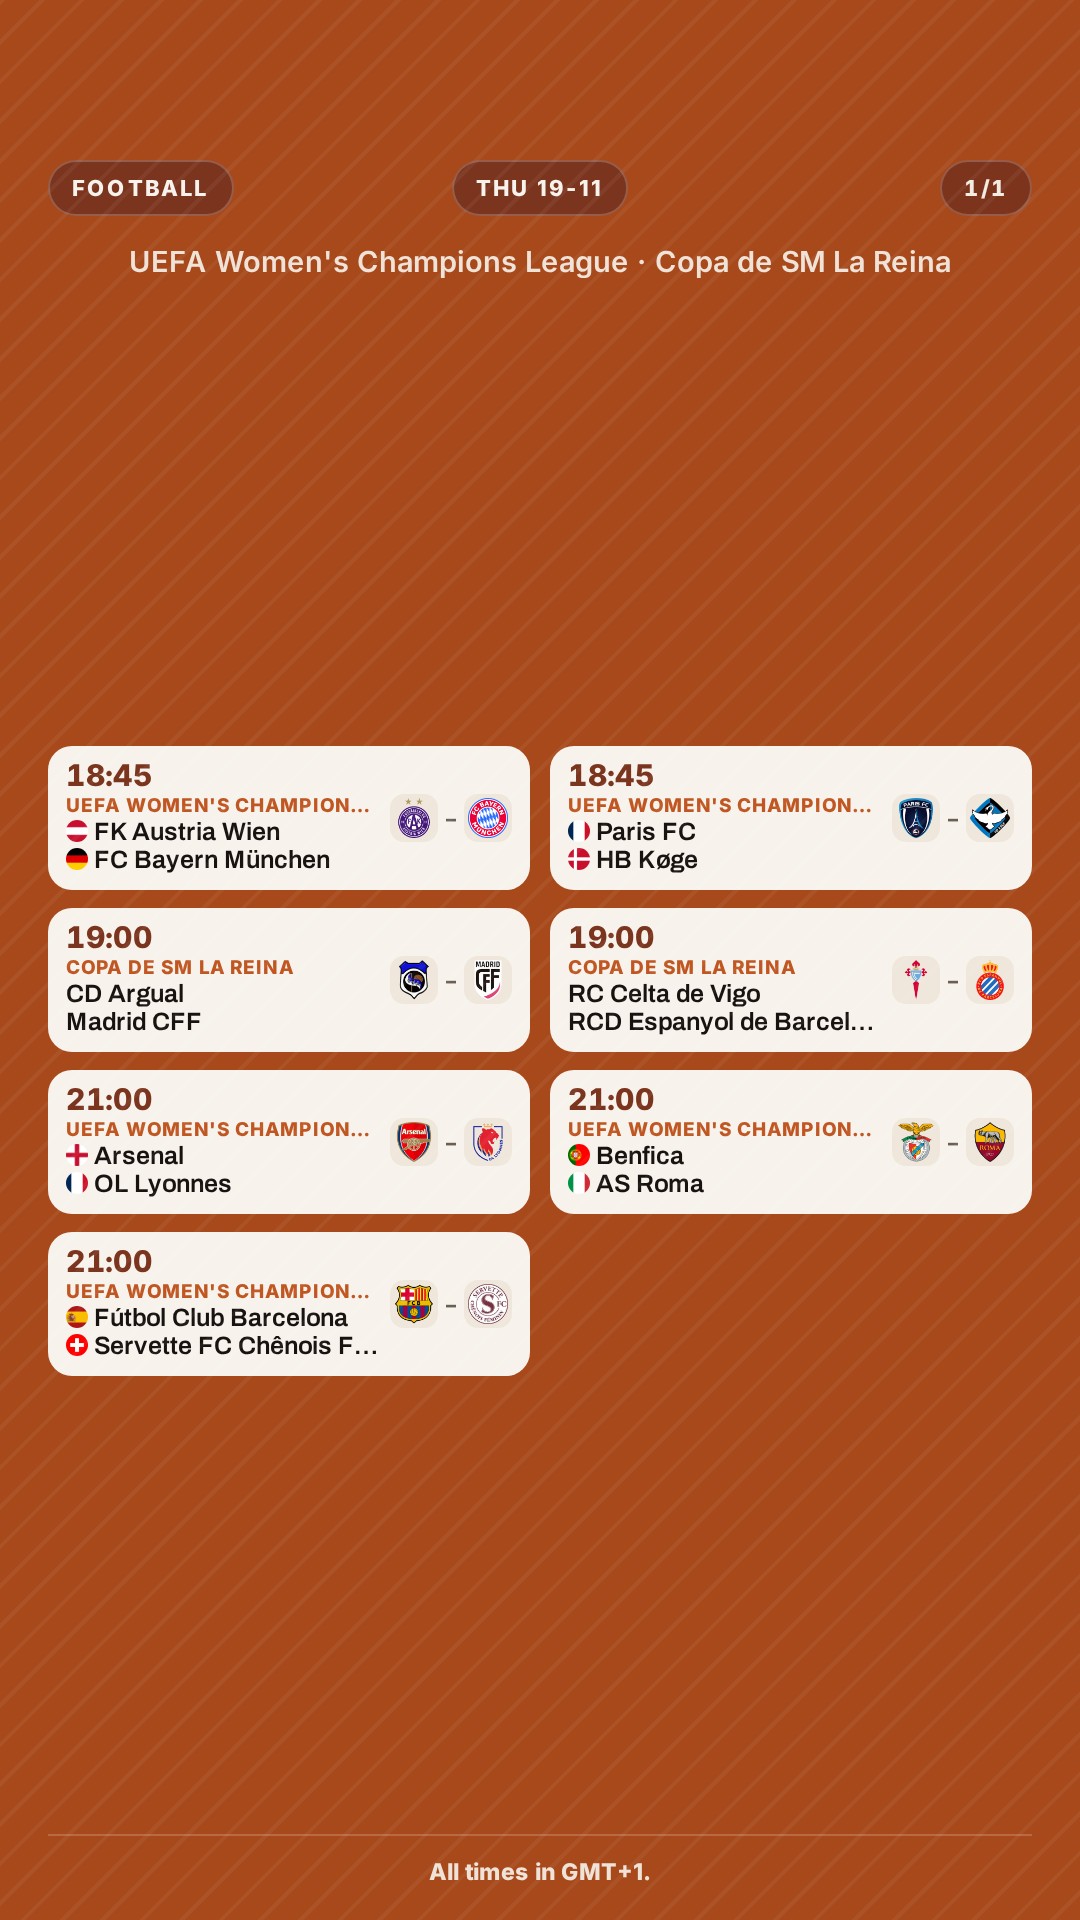 FOOTBALL
THU 19-11
1/1
UEFA Women's Champions League · Copa de SM La Reina
18:45
UEFA WOMEN'S CHAMPION...
FK Austria Wien
FC Bayern München
18:45
UEFA WOMEN'S CHAMPION...
Paris FC
HB Køge
19:00
COPA DE SM LA REINA
CD Argual
Madrid CFF
19:00
COPA DE SM LA REINA
RC Celta de Vigo
RCD Espanyol de Barcel...
21:00
UEFA WOMEN'S CHAMPION...
Arsenal
OL Lyonnes
21:00
UEFA WOMEN'S CHAMPION...
Benfica
AS Roma
21:00
UEFA WOMEN'S CHAMPION...
Fútbol Club Barcelona
Servette FC Chênois F...
All times in GMT+1.